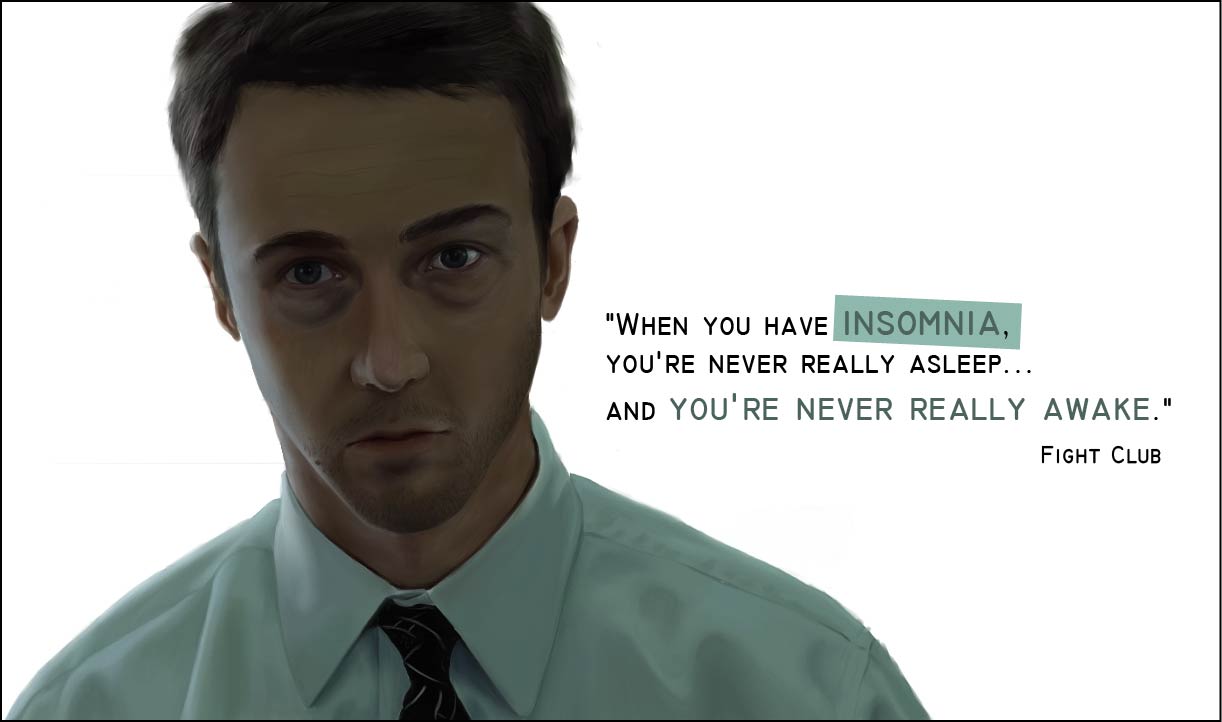 "When you have INSOMNIA,
you're never really asleep...
and YOU'RE NEVER REALLY AWAKE."
Fight Club